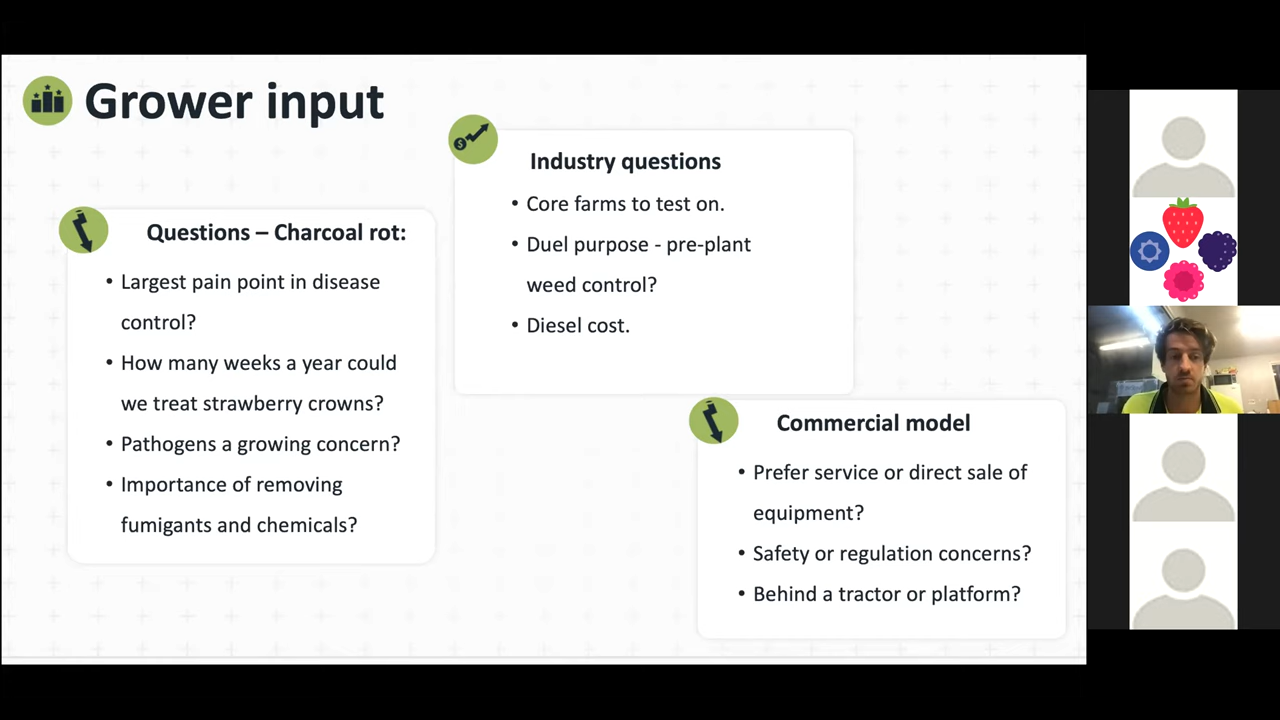 Grower input
Questions – Charcoal rot:
• Largest pain point in disease
control?
• How many weeks a year could
we treat strawberry crowns?
• Pathogens a growing concern?
• Importance of removing
fumigants and chemicals?
Industry questions
• Core farms to test on.
• Duel purpose - pre-plant
weed control?
• Diesel cost.
Commercial model
• Prefer service or direct sale of
equipment?
• Safety or regulation concerns?
• Behind a tractor or platform?